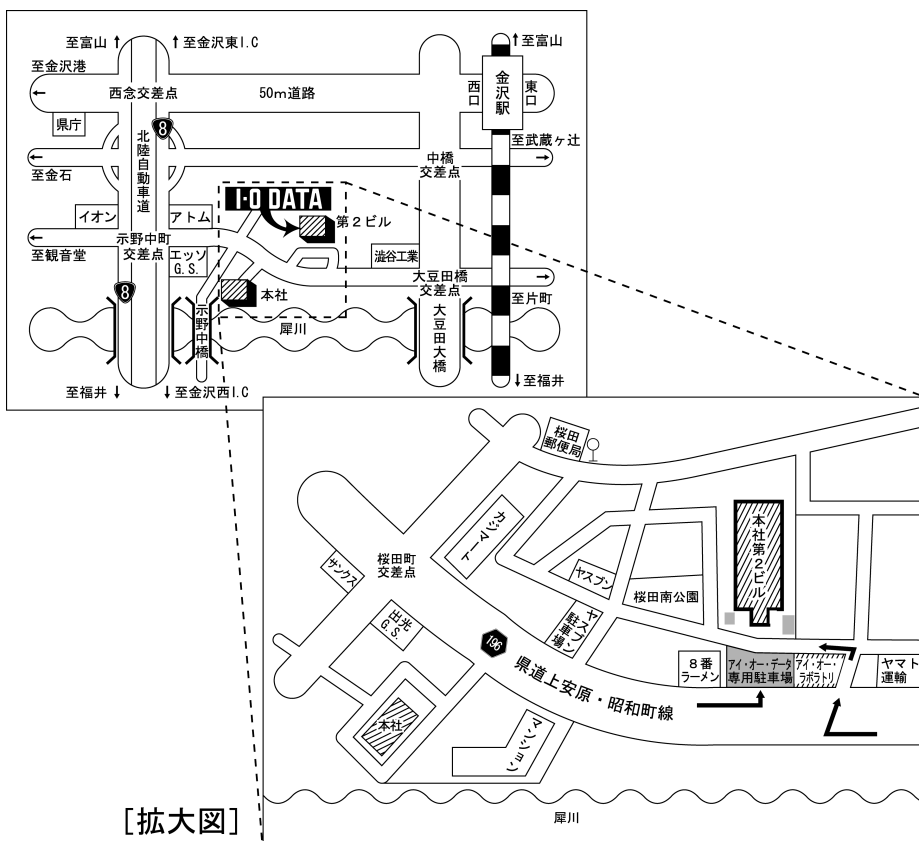 至富山
至金沢東I.C
至富山
至金沢港
西念交差点
50m道路
西口
金沢駅
東口
県庁
8
北陸自動車道
至武蔵ヶ辻
至金石
中橋
交差点
I・O DATA
イオン
アトム
第2ビル
示野中町
交差点
至観音堂
エッソ
G.S.
澁谷工業
大豆田橋
交差点
8
本社
至片町
示野中橋
犀川
大豆田大橋
至福井
至金沢西I.C
至福井
桜田
郵便局
カジマート
本社第2ビル
桜田町
交差点
サンクス
ヤスブン
桜田南公園
出光
G.S.
ヤスブン
駐車場
196
県道上安原・昭和町線
8番
ラーメン
アイ・オー・データ
専用駐車場
アイ・オー・
ラボラトリ
ヤマト
運輸
本社
マンション
犀川
[拡大図]